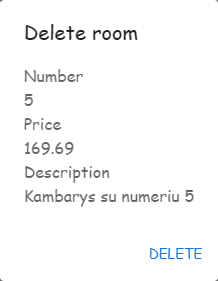 Delete room
Number
5
Price
169.69
Description
Kambarys su numeriu 5
DELETE